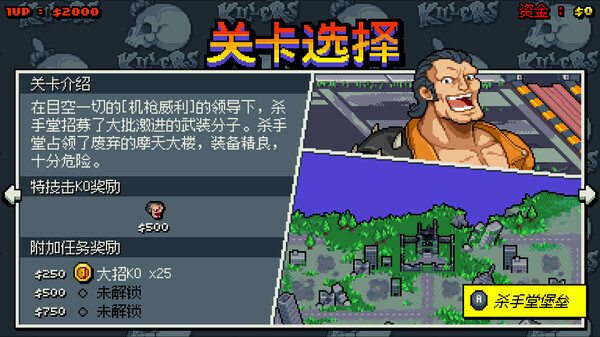 1UP : $2000
关卡选择
资金 : $0
KILLERS
KILLERS
KILLERS
关卡介绍
在目空一切的[机枪威利]的领导下，杀
手堂招募了大批激进的武装分子。杀手
堂占领了废弃的摩天大楼，装备精良，
十分危险。
特技击KO奖励
$500
附加任务奖励
$250 大招KO x25
$500 未解锁
$750 未解锁
A 杀手堂堡垒